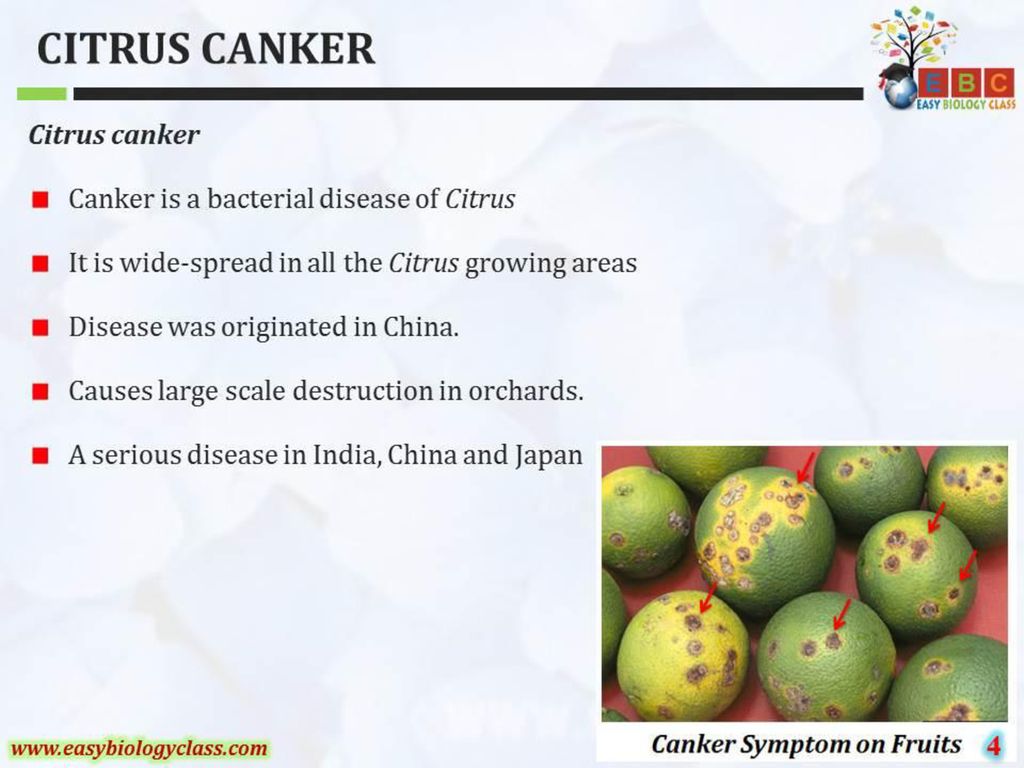 CITRUS CANKER
EBC
EASY BIOLOGY CLASS
Citrus canker
Canker is a bacterial disease of Citrus
It is wide-spread in all the Citrus growing areas
Disease was originated in China.
Causes large scale destruction in orchards.
A serious disease in India, China and Japan
www.easybiologyclass.com
Canker Symptom on Fruits
4